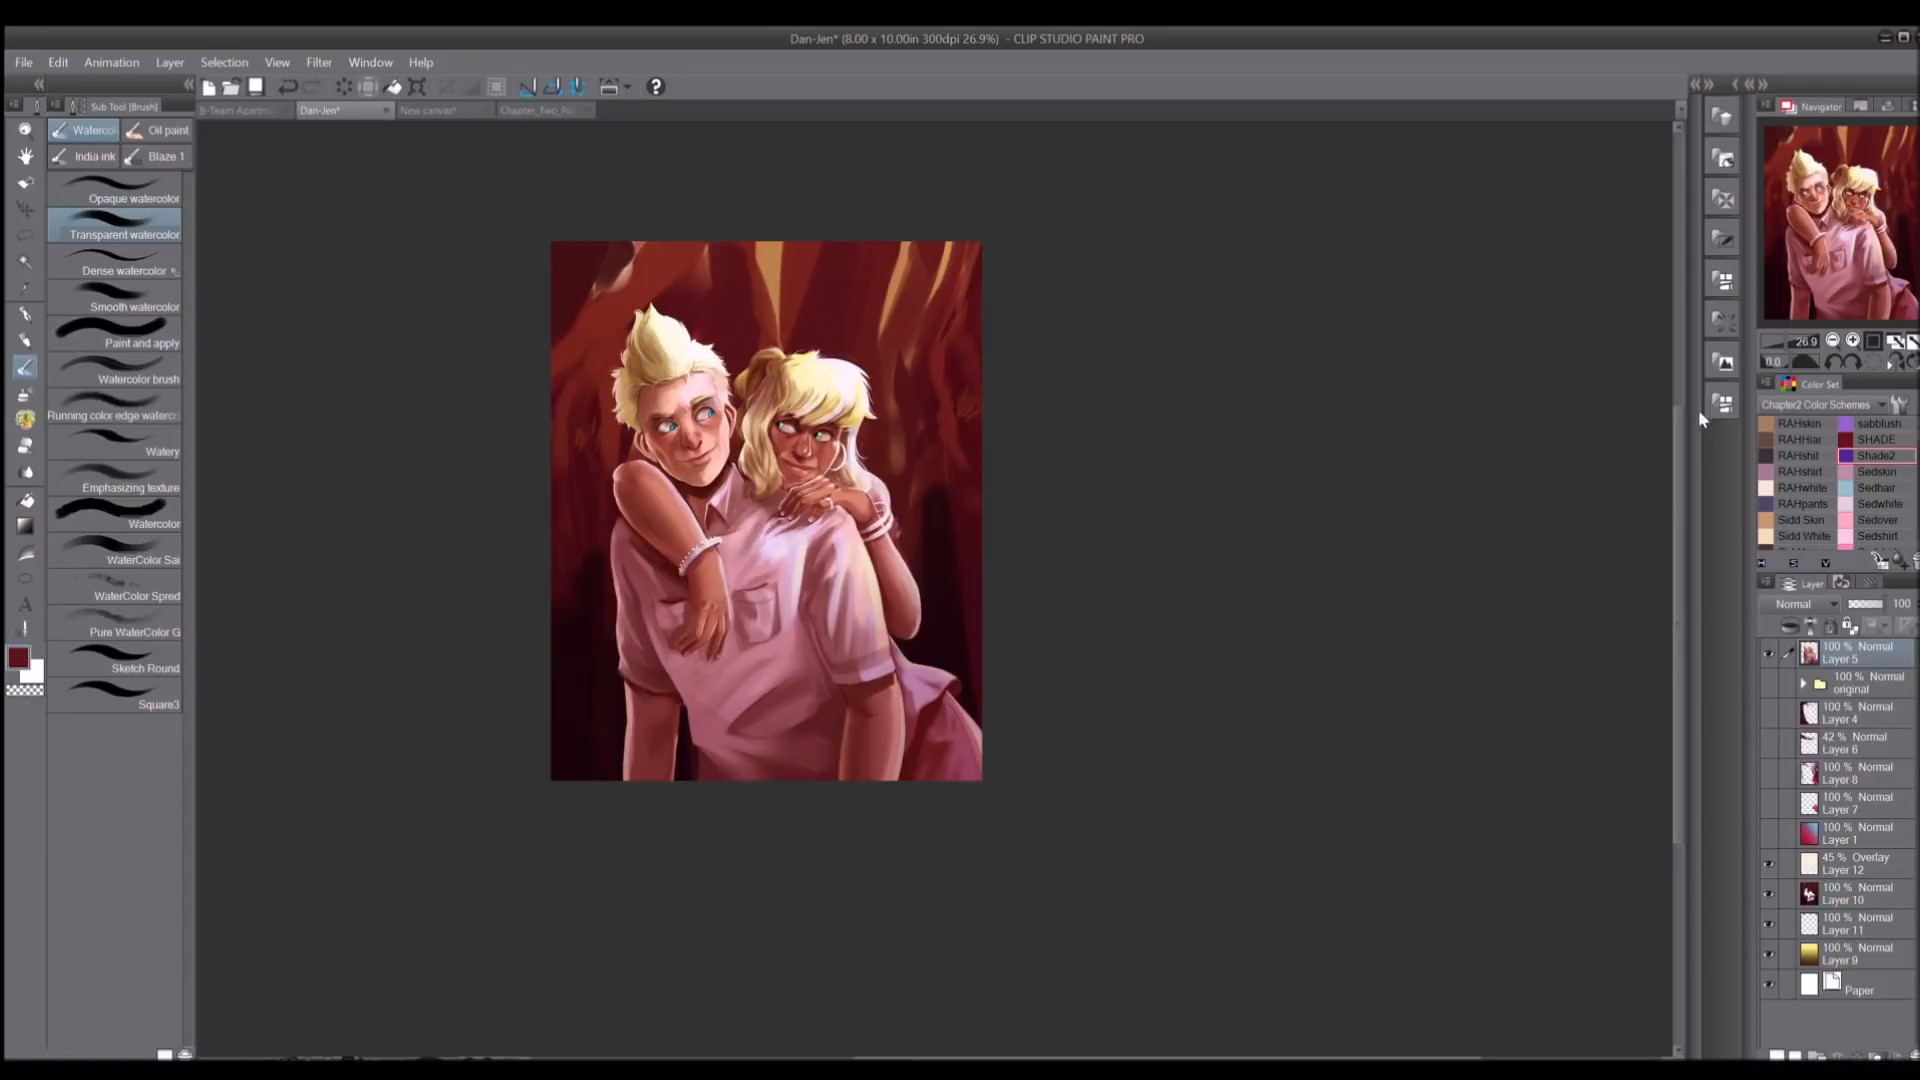 Dan-Jen* (8.00 x 10.00in 300dpi 26.9%) - CLIP STUDIO PAINT PRO
File Edit Animation Layer Selection View Filter Window Help
Sub Tool [Brush]
Dan-Jen* New canvas*
Navigator
Waterco Oil paint
India ink Blaze 1
Opaque watercolor
Transparent watercolor
Dense watercolor
Smooth watercolor
Paint and apply
Watercolor brush
Running color edge waterco
Watery
Emphasizing texture
Watercolor
WaterColor Sai
WaterColor Spred
Pure WaterColor G
Sketch Round
Square3
26.9
0.0
Color Set
Chapter2 Color Schemes
RAHskin sabblush
RAHHiar SHADE
RAHshit Shade2
RAHshirt Sedskin
RAHwhite Sedhair
RAHpants Sedwhite
Sidd Skin Sedover
Sidd White Sedshirt
H S V
Layer
Normal 100
100 % Normal
Layer 5
100 % Normal
original
100 % Normal
Layer 4
42 % Normal
Layer 6
100 % Normal
Layer 8
100 % Normal
Layer 7
100 % Normal
Layer 1
45 % Overlay
Layer 12
100 % Normal
Layer 10
100 % Normal
Layer 11
100 % Normal
Layer 9
Paper